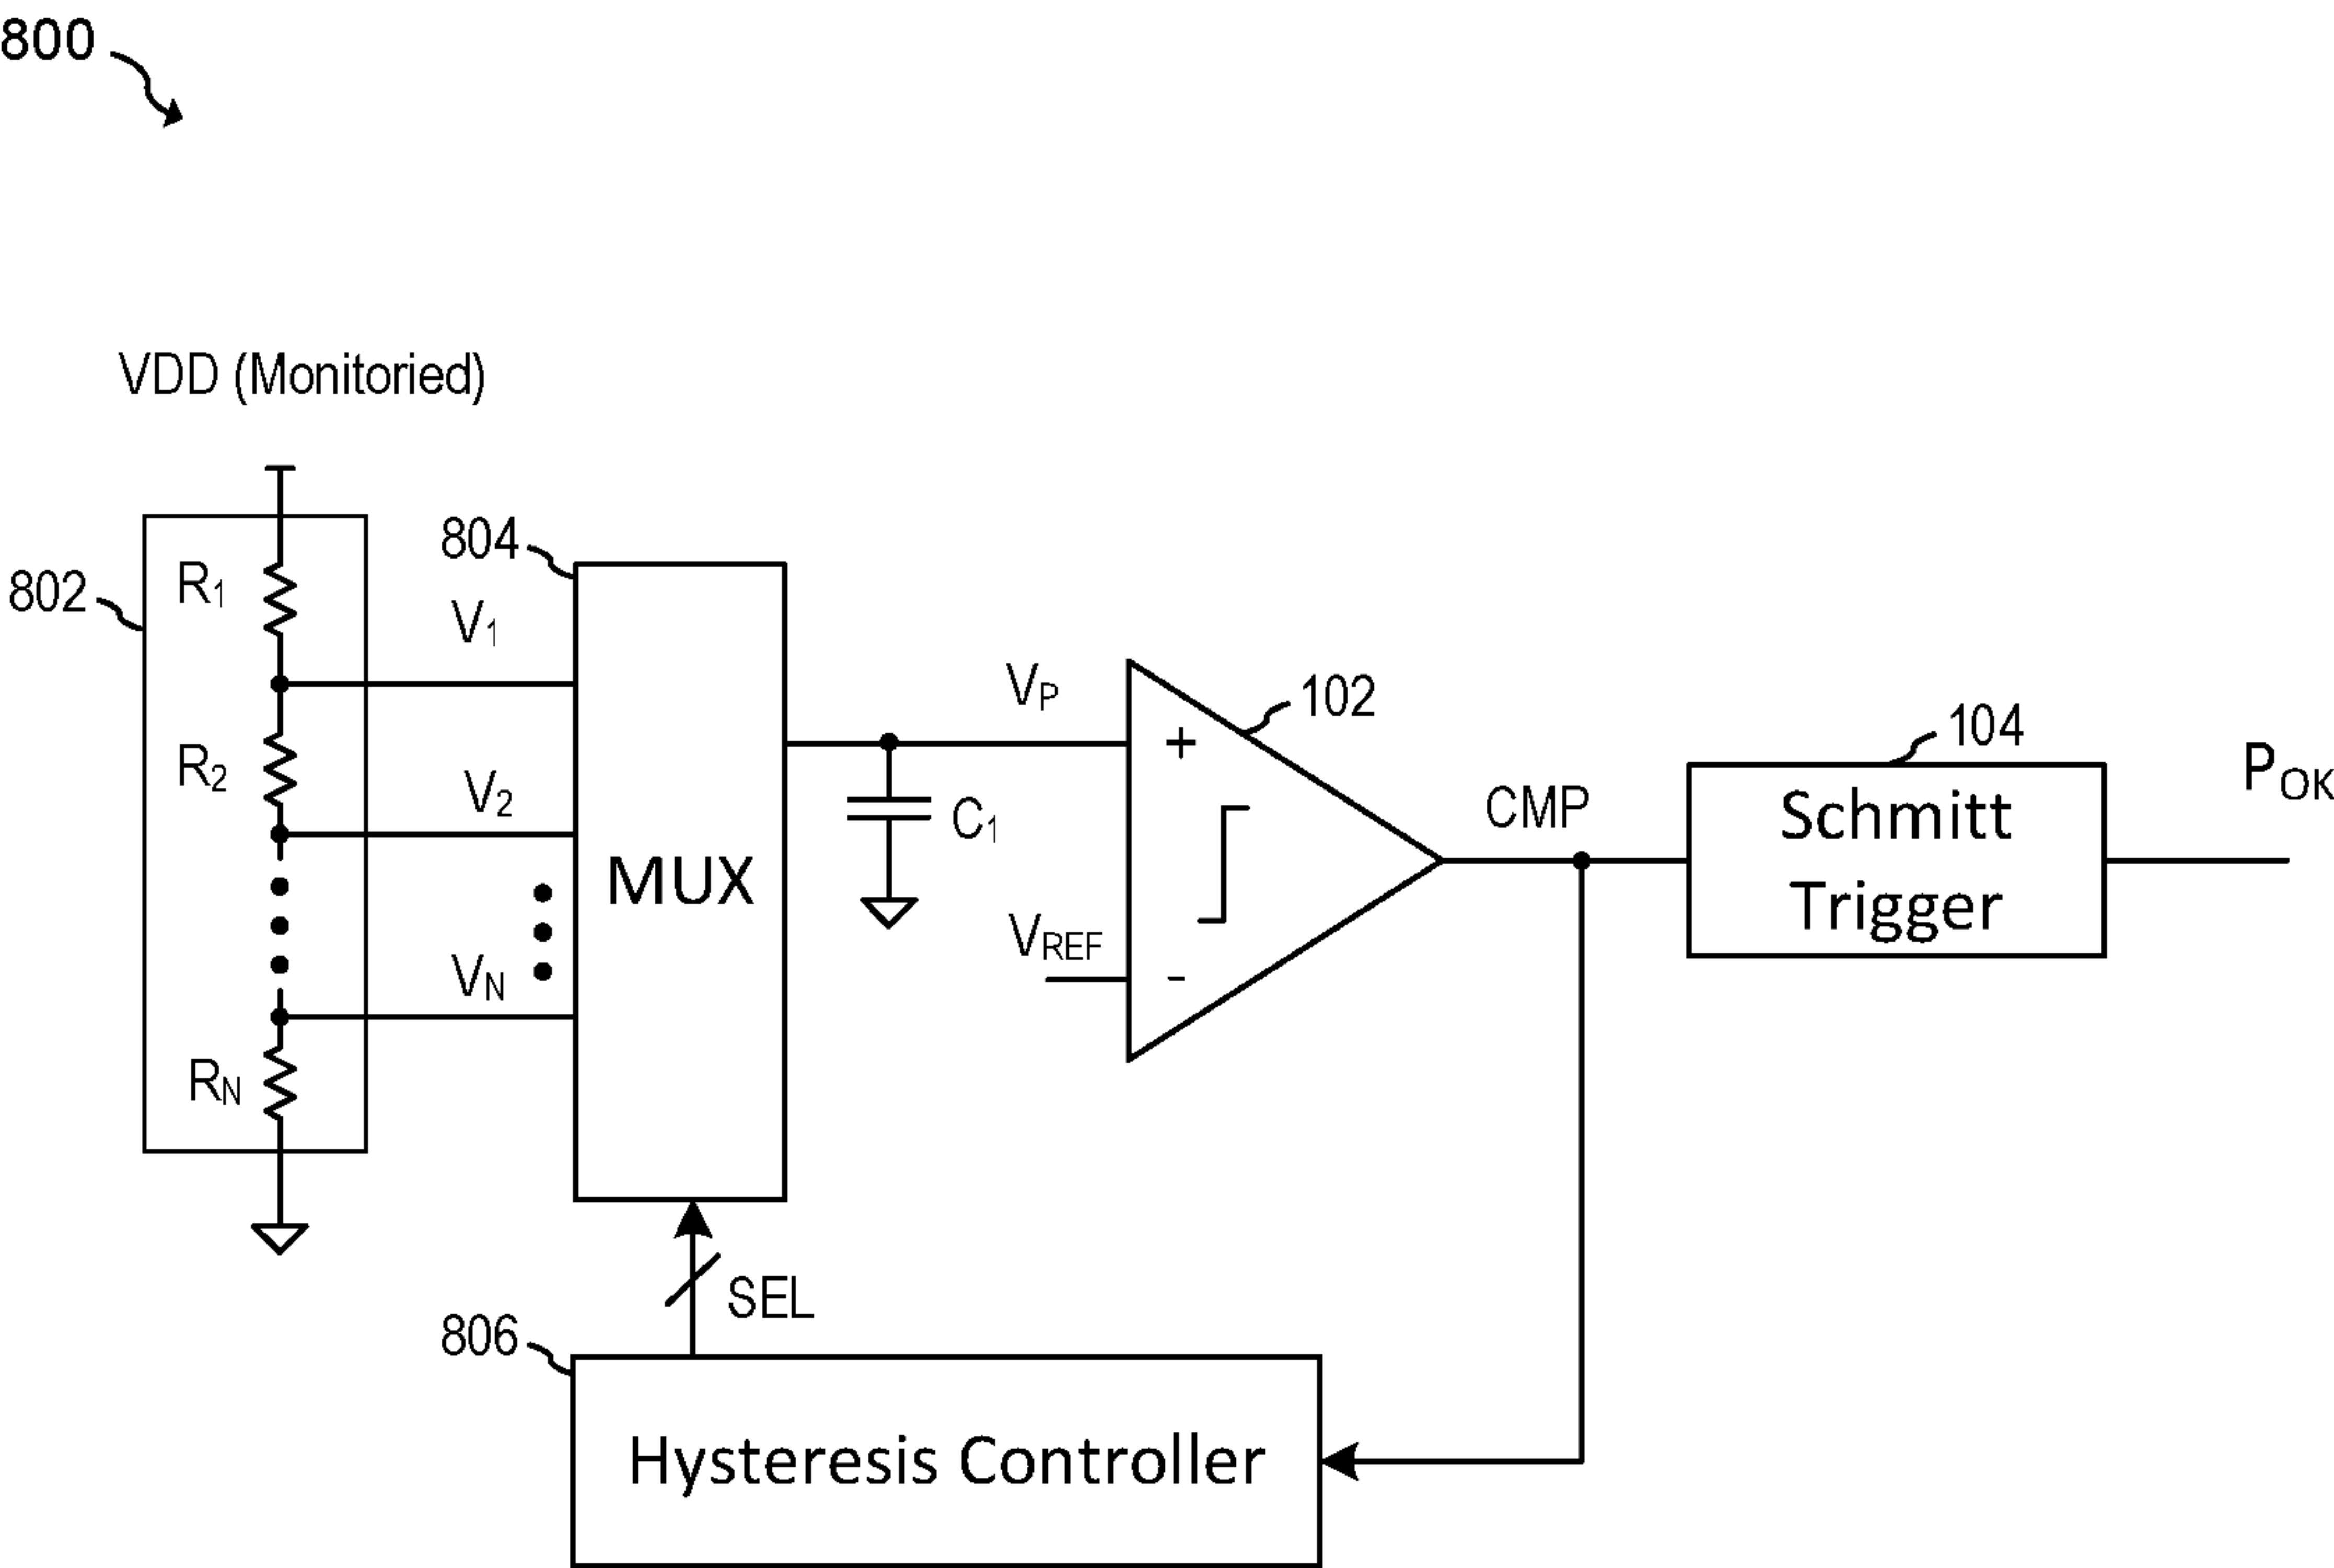 800
VDD (Monitoried)
802
R1
R2
RN
804
V1
V2
VN
MUX
VP
C1
VREF
+
-
102
CMP
104
Schmitt
Trigger
POK
SEL
806
Hysteresis Controller